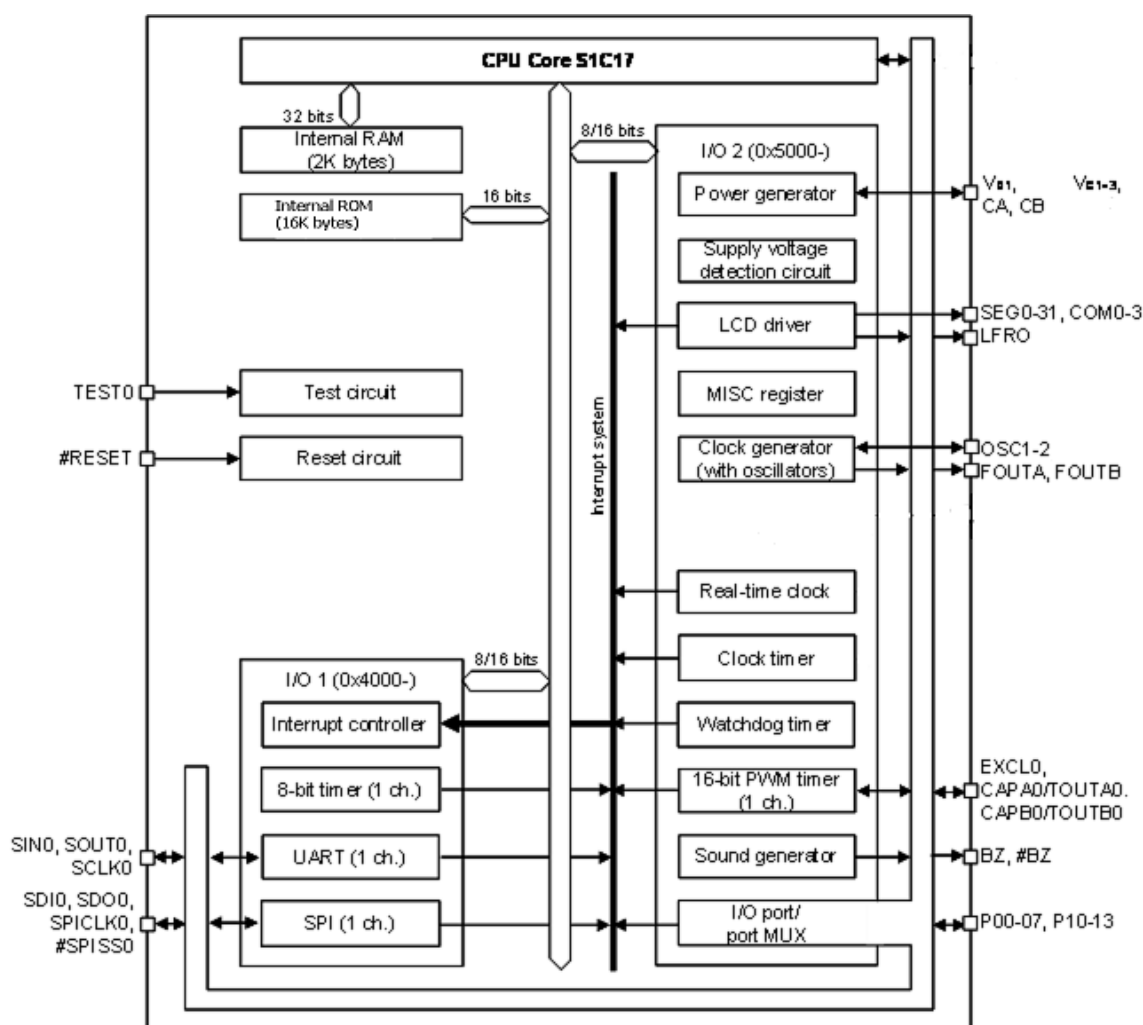 CPU Core S1C17
32 bits
Internal RAM
(2K bytes)
8/16 bits
I/O 2 (0x5000-)
Internal ROM
(16K bytes)
16 bits
Power generator
CA, CB
Supply voltage
detection circuit
LCD driver
SEG0-31, COM0-3
LFRO
TEST0
Test circuit
MISC register
#RESET
Reset circuit
Interrupt system
Clock generator
(with oscillators)
OSC1-2
FOUTA, FOUTB
Real-time clock
Clock timer
8/16 bits
I/O 1 (0x4000-)
Interrupt controller
Watchdog timer
8-bit timer (1 ch.)
16-bit PWM timer
(1 ch.)
EXCL0,
CAPA0/TOUTA0.
CAPB0/TOUTB0
SIN0, SOUT0,
SCLK0
UART (1 ch.)
Sound generator
BZ, #BZ
SDI0, SDO0,
SPICLK0,
#SPISS0
SPI (1 ch.)
I/O port/
port MUX
P00-07, P10-13